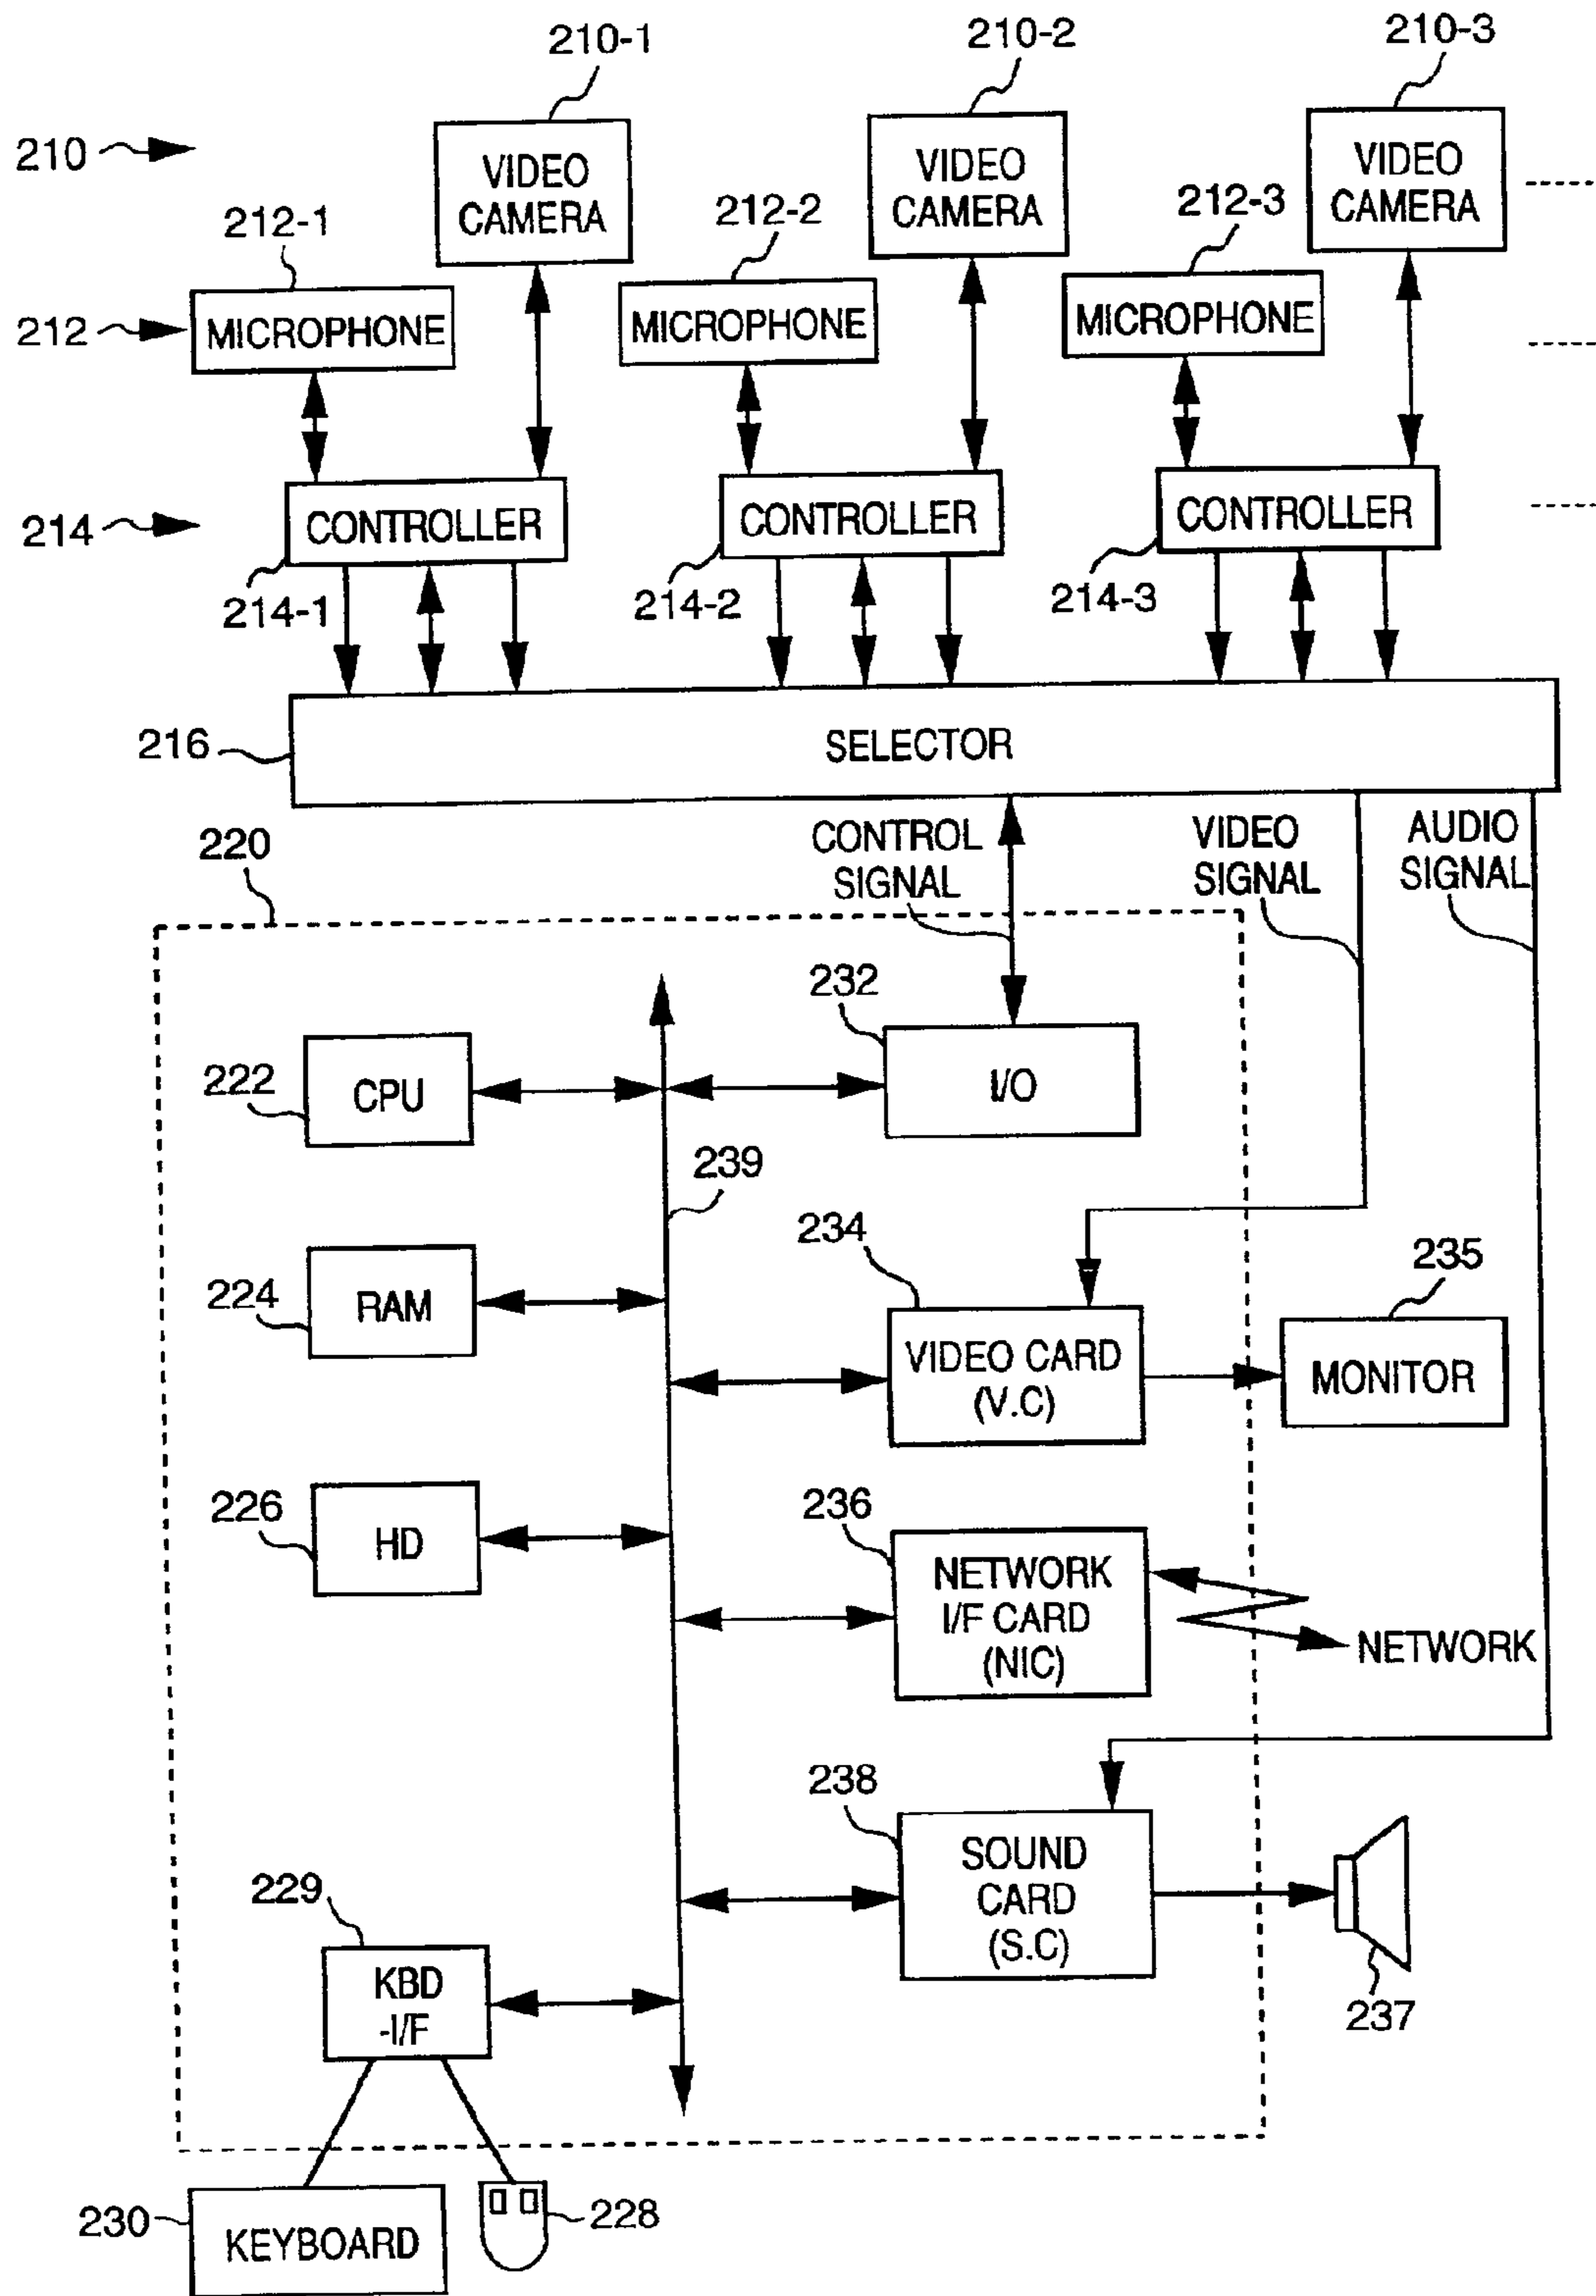 210-1
210-2
210-3
210
VIDEO
CAMERA
VIDEO
CAMERA
VIDEO
CAMERA
212-1
212-2
212-3
212
MICROPHONE
MICROPHONE
MICROPHONE
214
CONTROLLER
CONTROLLER
CONTROLLER
214-1
214-2
214-3
216
SELECTOR
220
CONTROL
SIGNAL
VIDEO
SIGNAL
AUDIO
SIGNAL
232
222
CPU
I/O
239
234
235
224
RAM
VIDEO CARD
(V.C)
MONITOR
226
HD
236
NETWORK
I/F CARD
(NIC)
NETWORK
238
SOUND
CARD
(S.C)
229
KBD
-I/F
237
230
KEYBOARD
228